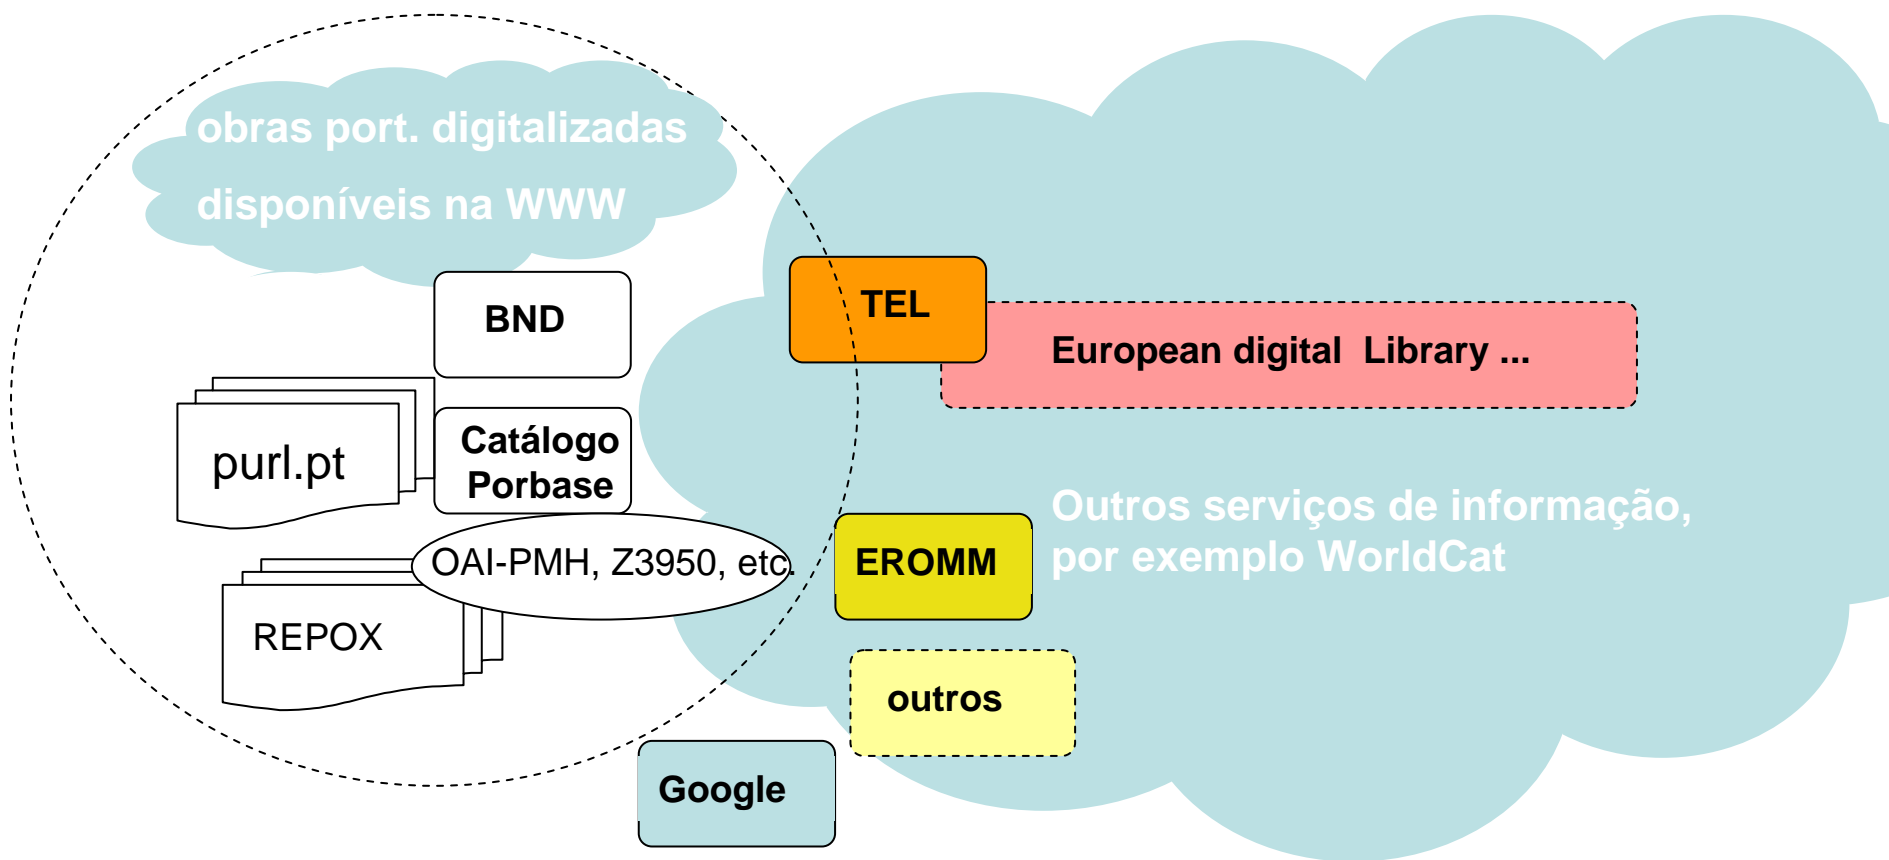 obras port. digitalizadas
disponíveis na WWW
BND
TEL
European digital  Library ...
purl.pt
Catálogo
Porbase
Outros serviços de informação,
por exemplo WorldCat
OAI-PMH, Z3950, etc.
EROMM
REPOX
outros
Google